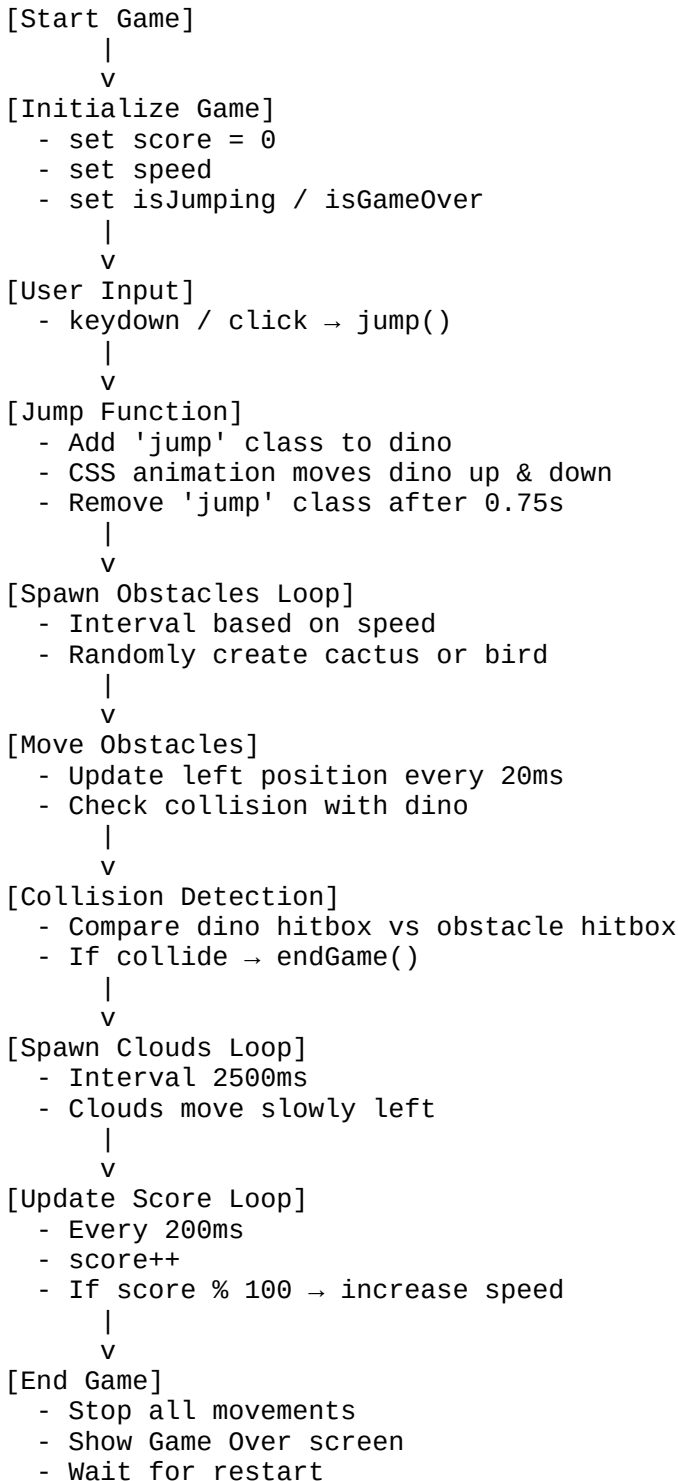 [Start Game]
|
v
[Initialize Game]
- set score = 0
- set speed
- set isJumping / isGameOver
|
v
[User Input]
- keydown / click → jump()
|
v
[Jump Function]
- Add 'jump' class to dino
- CSS animation moves dino up & down
- Remove 'jump' class after 0.75s
|
v
[Spawn Obstacles Loop]
- Interval based on speed
- Randomly create cactus or bird
|
v
[Move Obstacles]
- Update left position every 20ms
- Check collision with dino
|
v
[Collision Detection]
- Compare dino hitbox vs obstacle hitbox
- If collide → endGame()
|
v
[Spawn Clouds Loop]
- Interval 2500ms
- Clouds move slowly left
|
v
[Update Score Loop]
- Every 200ms
- score++
- If score % 100 → increase speed
|
v
[End Game]
- Stop all movements
- Show Game Over screen
- Wait for restart